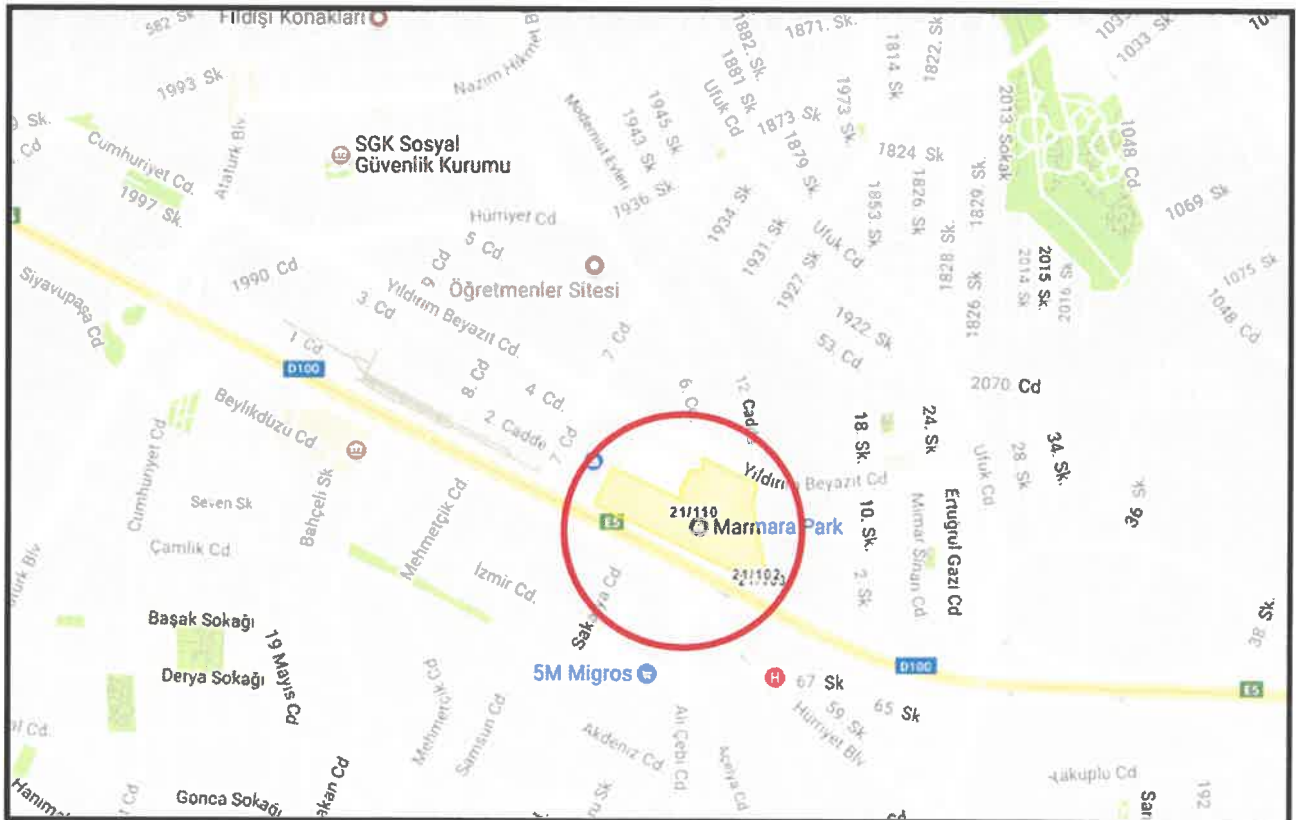 Fildişi Konakları
582 Sk
1993 Sk
Nazım Hikmet B
1882. Sk.
1881 Sk
Ufuk Cd
1871. Sk.
1814 Sk
1822. Sk
1033 Sk
Cumhuriyet Cd.
1997 Sk.
Atatürk Blv.
SGK Sosyal
Güvenlik Kurumu
Modernist Evleri
1945. Sk.
1943. Sk
1936. Sk
1873 Sk
1879 Sk.
1973 Sk.
1824 Sk
1826. Sk
1853. Sk
1829. Sk.
2013. Sokak
1048. Cd
1069. Sk
Hürriyet Cd
5 Cd
9. Cd
Öğretmenler Sitesi
1934. Sk
1931. Sk
1927 Sk
Ufuk Cd.
1828. Sk.
1826 Sk
2014 Sk
2015 Sk.
2016 Sk
1075 Sk
1048. Cd
Siyavupaşa Cd
1990 Cd
3. Cd
Yıldırım Beyazıt Cd.
1 Cd
D100
8. Cd
4 Cd.
2. Cadde
7. Cd
7 Cd
1922. Sk
53. Cd.
2070 Cd
Beylikdüzü Cd
Cumhuriyet Cd
Seven Sk
Bahçeli Sk
Çamlık Cd.
Mehmetçik Cd
İzmir Cd.
E5
21/110
Marmara Park
Yıldırım Beyazıt Cd
18. Sk.
24. Sk
Ufuk Cd
28. Sk
34. Sk.
36 Sk
10. Sk.
2. Sk
Mimar Sinan Cd
Ertuğrul Gazi Cd
21/102
Başak Sokağı
Derya Sokağı
19 Mayıs Cd
5M Migros
H
67 Sk
65 Sk
59. Sk
Hürriyet Blv
D100
E5
38 Sk.
Mehmetçik Cd
Samsun Cd
Akdeniz Cd
Ali Çebi Cd
Açelya Cd
Gonca Sokağı
192